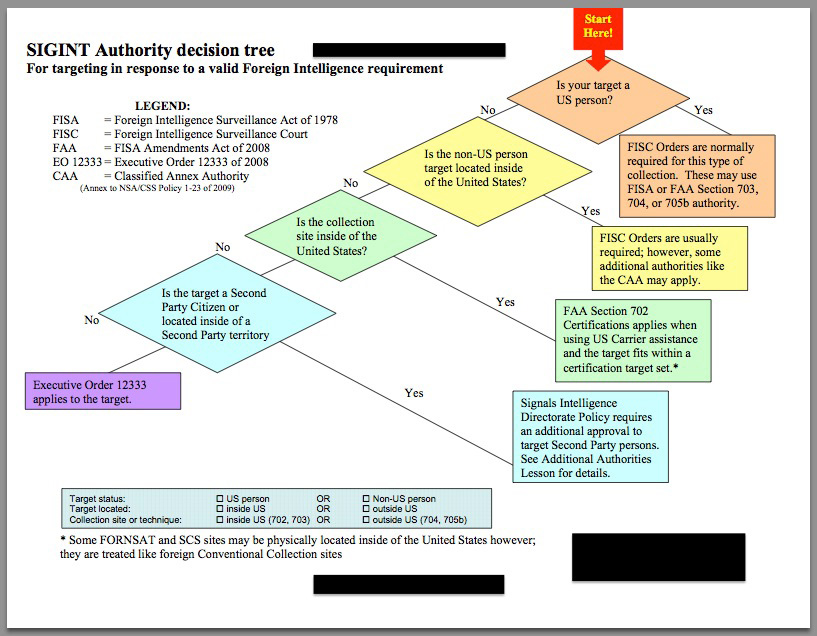 Start
Here!
SIGINT Authority decision tree
For targeting in response to a valid Foreign Intelligence requirement
LEGEND:
FISA = Foreign Intelligence Surveillance Act of 1978
FISC = Foreign Intelligence Surveillance Court
FAA = FISA Amendments Act of 2008
EO 12333 = Executive Order 12333 of 2008
CAA = Classified Annex Authority
(Annex to NSA/CSS Policy 1-23 of 2009)
Is your target a
US person?
No
Yes
FISC Orders are normally
required for this type of
collection. These may use
FISA or FAA Section 703,
704, or 705b authority.
Is the non-US person
target located inside
of the United States?
No
Yes
FISC Orders are usually
required; however, some
additional authorities like
the CAA may apply.
Is the collection
site inside of the
United States?
No
Yes
FAA Section 702
Certifications applies when
using US Carrier assistance
and the target fits within a
certification target set.*
Is the target a Second
Party Citizen or
located inside of a
Second Party territory
No
Yes
Executive Order 12333
applies to the target.
Signals Intelligence
Directorate Policy requires
an additional approval to
target Second Party persons.
See Additional Authorities
Lesson for details.
Target status: ☐ US person OR ☐ Non-US person
Target located: ☐ inside US OR ☐ outside US
Collection site or technique: ☐ inside US (702, 703) OR ☐ outside US (704, 705b)
* Some FORNSAT and SCS sites may be physically located inside of the United States however;
they are treated like foreign Conventional Collection sites